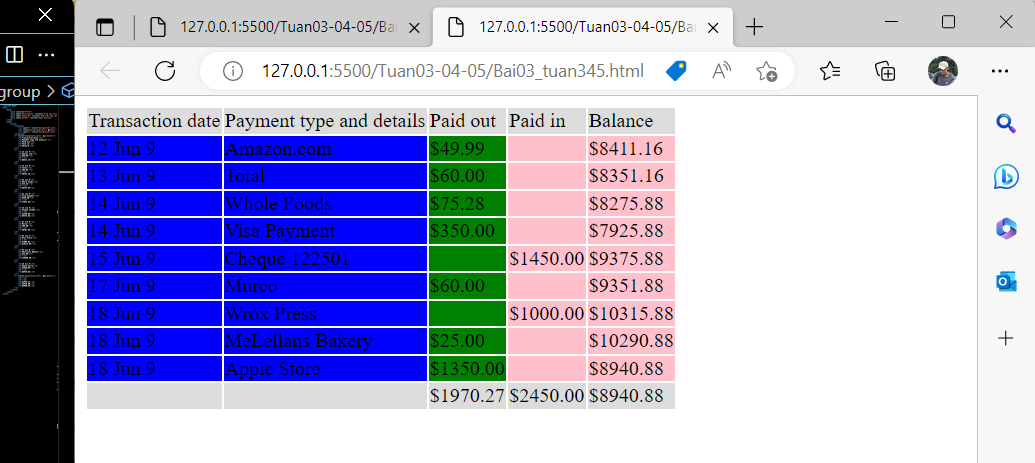 127.0.0.1:5500/Tuan03-04-05/Ba
127.0.0.1:5500/Tuan03-04-05/Bai
127.0.0.1:5500/Tuan03-04-05/Bai03_tuan345.html
group
Transaction date Payment type and details Paid out Paid in Balance
12 Jun 9 Amazon.com $49.99 $8411.16
13 Jun 9 Total $60.00 $8351.16
14 Jun 9 Whole Foods $75.28 $8275.88
14 Jun 9 Visa Payment $350.00 $7925.88
15 Jun 9 Cheque 122501 $1450.00 $9375.88
17 Jun 9 Murco $60.00 $9351.88
18 Jun 9 Wrox Press $1000.00 $10315.88
18 Jun 9 McLellans Bakery $25.00 $10290.88
18 Jun 9 Apple Store $1350.00 $8940.88
$1970.27 $2450.00 $8940.88